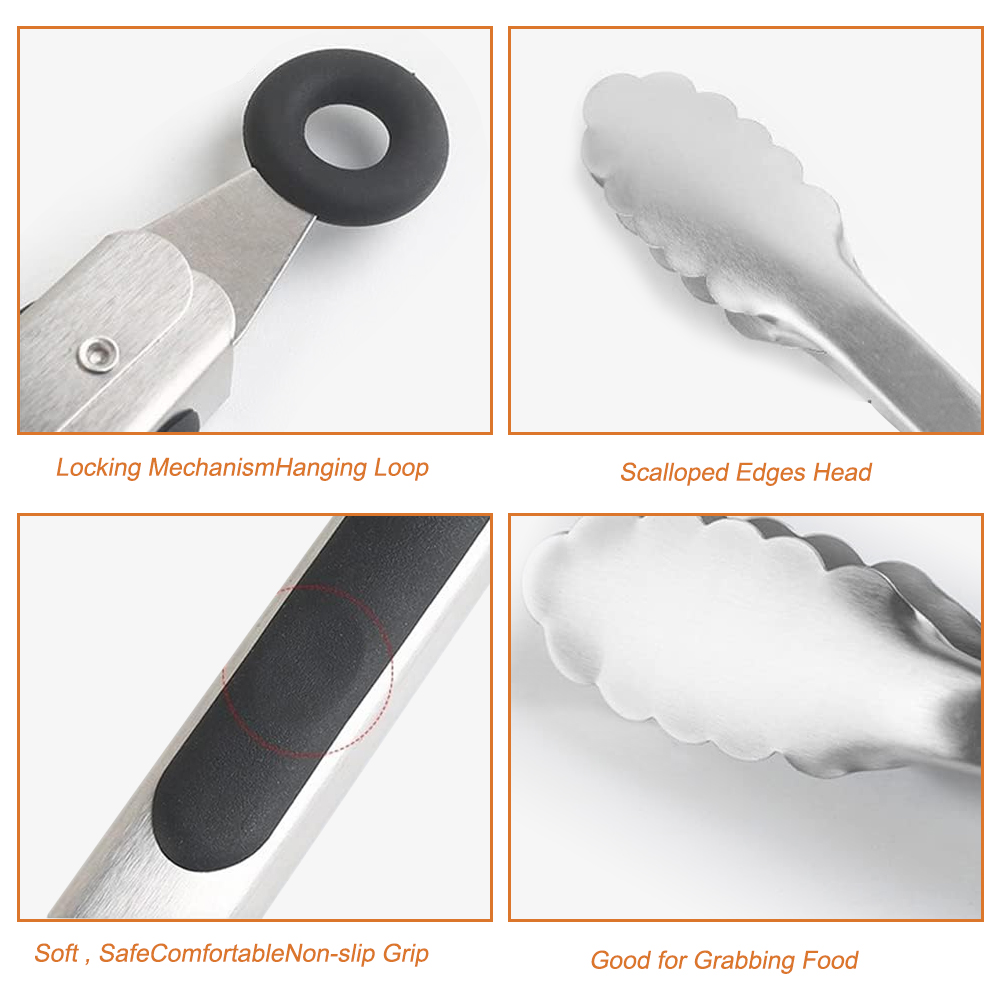 Locking MechanismHanging Loop
Scalloped Edges Head
Soft , SafeComfortableNon-slip Grip
Good for Grabbing Food